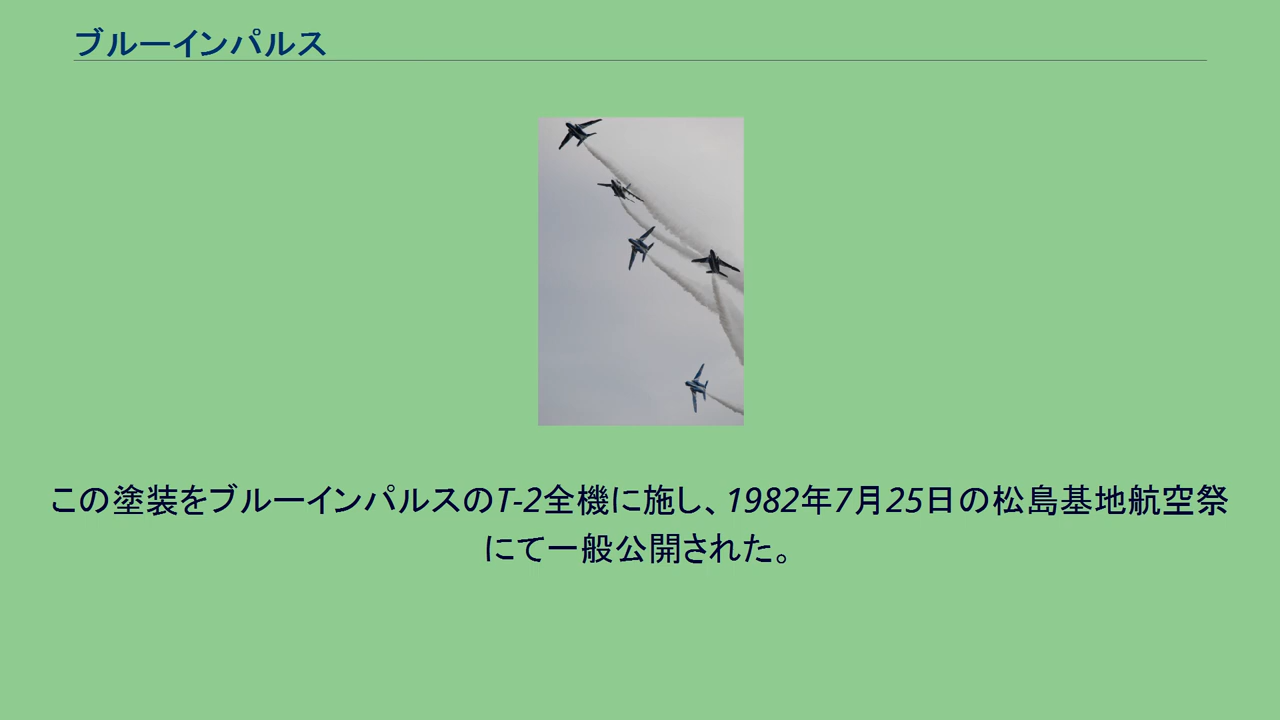 ブルーインパルス
この塗装をブルーインパルスのT-2全機に施し、1982年7月25日の松島基地航空祭
にて一般公開された。